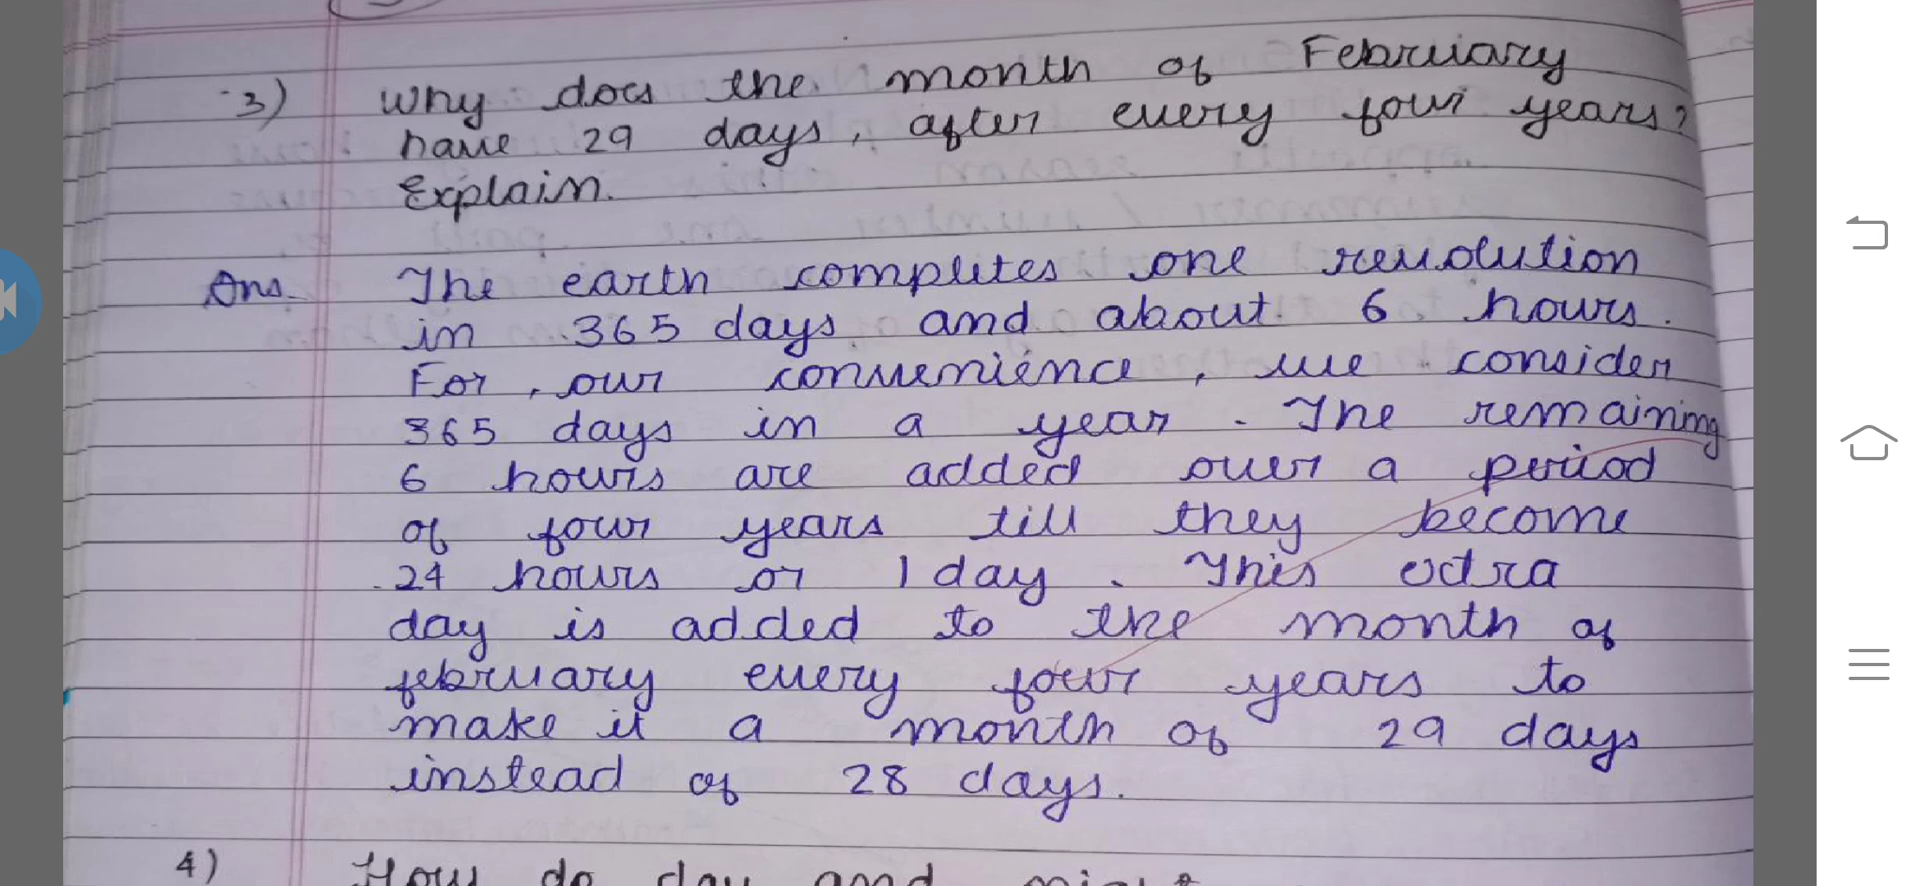 3) Why does the month of February
have 29 days, after every four years?
Explain.
Ans. The earth completes one revolution
in 365 days and about 6 hours.
For, our convenience, we consider
365 days in a year. The remaining
6 hours are added over a period
of four years till they become
24 hours or 1 day. This extra
day is added to the month of
february every four years to
make it a month of 29 days
instead of 28 days.
4) How do day and